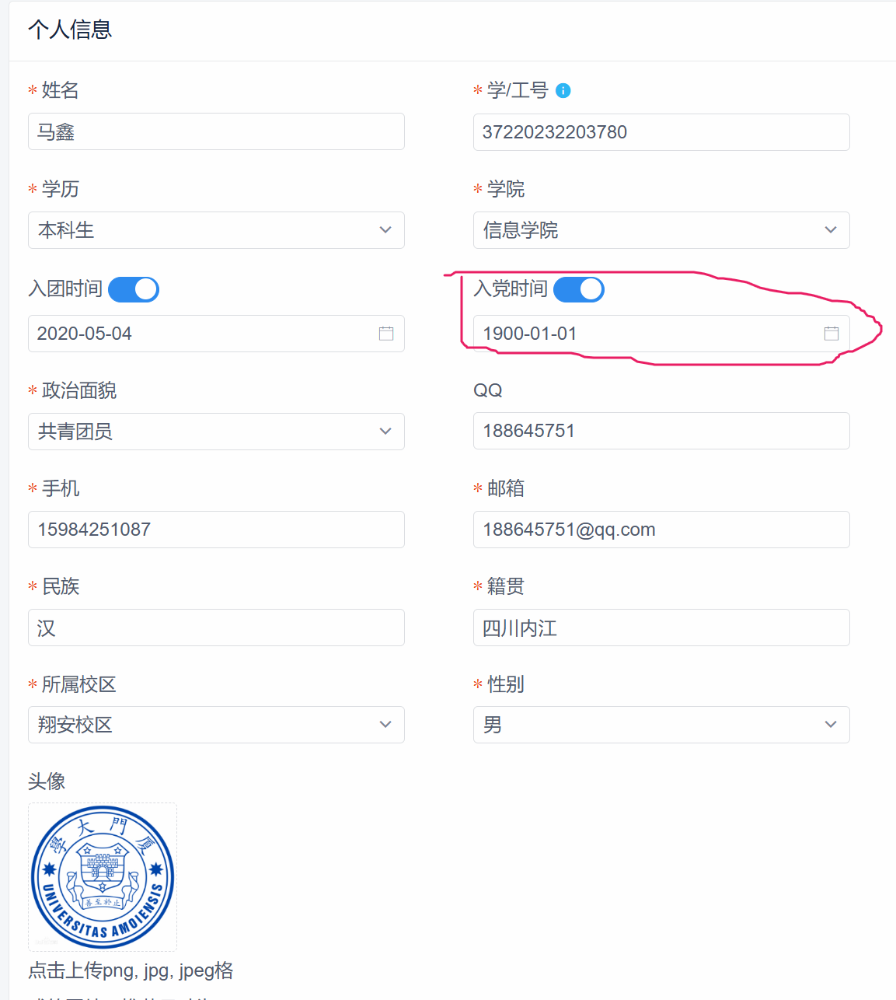 个人信息
* 姓名
马鑫
* 学/工号
37220232203780
* 学历
本科生
* 学院
信息学院
入团时间
2020-05-04
入党时间
1900-01-01
* 政治面貌
共青团员
QQ
188645751
* 手机
15984251087
* 邮箱
188645751@qq.com
* 民族
汉
* 籍贯
四川内江
* 所属校区
翔安校区
* 性别
男
头像
學大門廈
善至於止
UNIVERSITAS AMOIENSIS
点击上传png, jpg, jpeg格